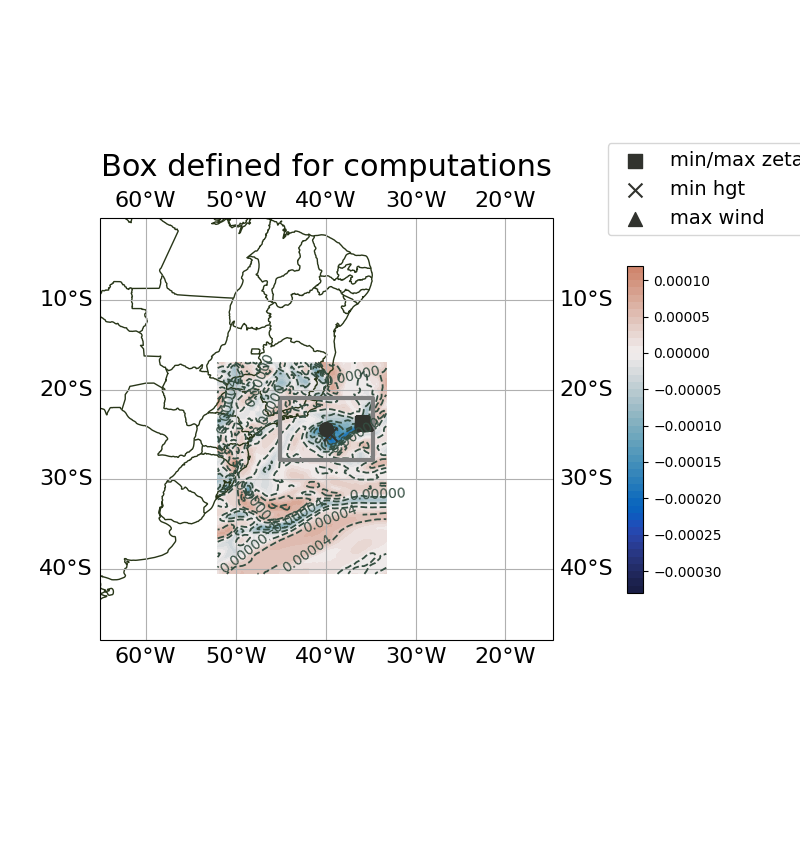 Box defined for computations
60°W 50°W 40°W 30°W 20°W
min/max zeta
min hgt
max wind
10°S 10°S
20°S 20°S
30°S 30°S
40°S 40°S
60°W 50°W 40°W 30°W 20°W
0.00010
0.00005
0.00000
−0.00005
−0.00010
−0.00015
−0.00020
−0.00025
−0.00030
0.00000
0.00000
0.00004
0.00000
0.00004